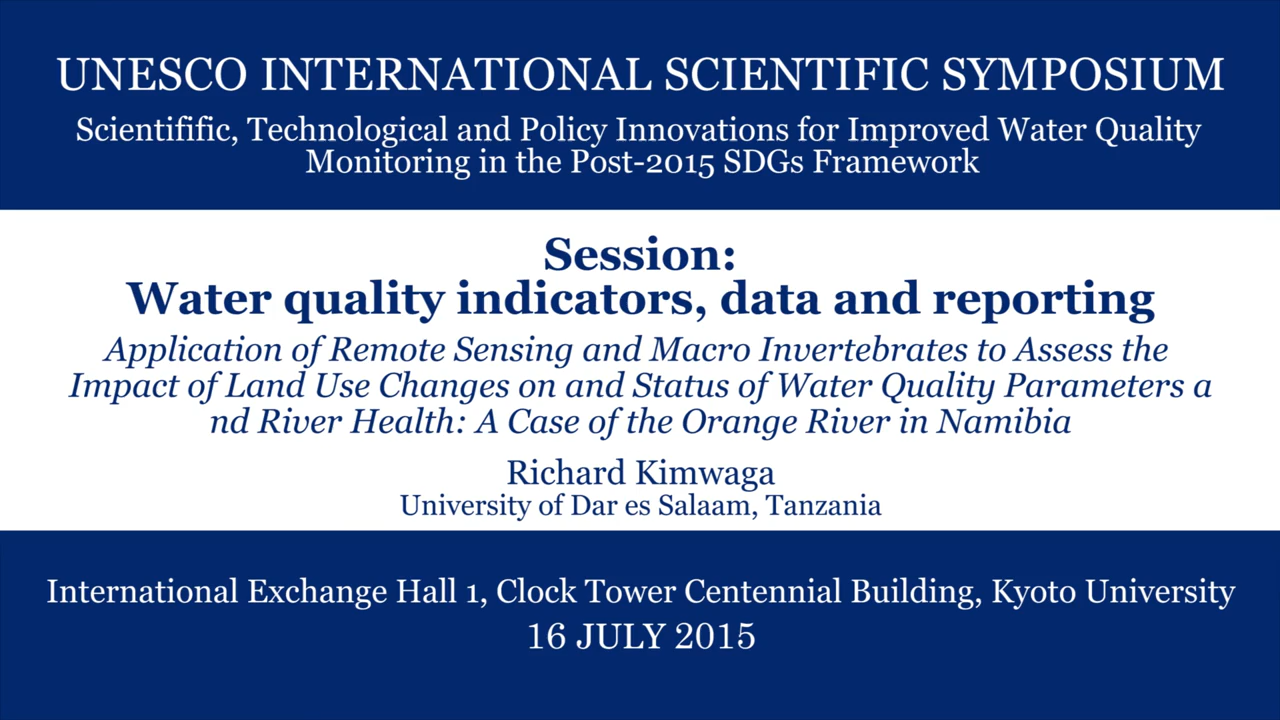 UNESCO INTERNATIONAL SCIENTIFIC SYMPOSIUM
Scientifific, Technological and Policy Innovations for Improved Water Quality
Monitoring in the Post-2015 SDGs Framework
Session:
Water quality indicators, data and reporting
Application of Remote Sensing and Macro Invertebrates to Assess the
Impact of Land Use Changes on and Status of Water Quality Parameters a
nd River Health: A Case of the Orange River in Namibia
Richard Kimwaga
University of Dar es Salaam, Tanzania
International Exchange Hall 1, Clock Tower Centennial Building, Kyoto University
16 JULY 2015